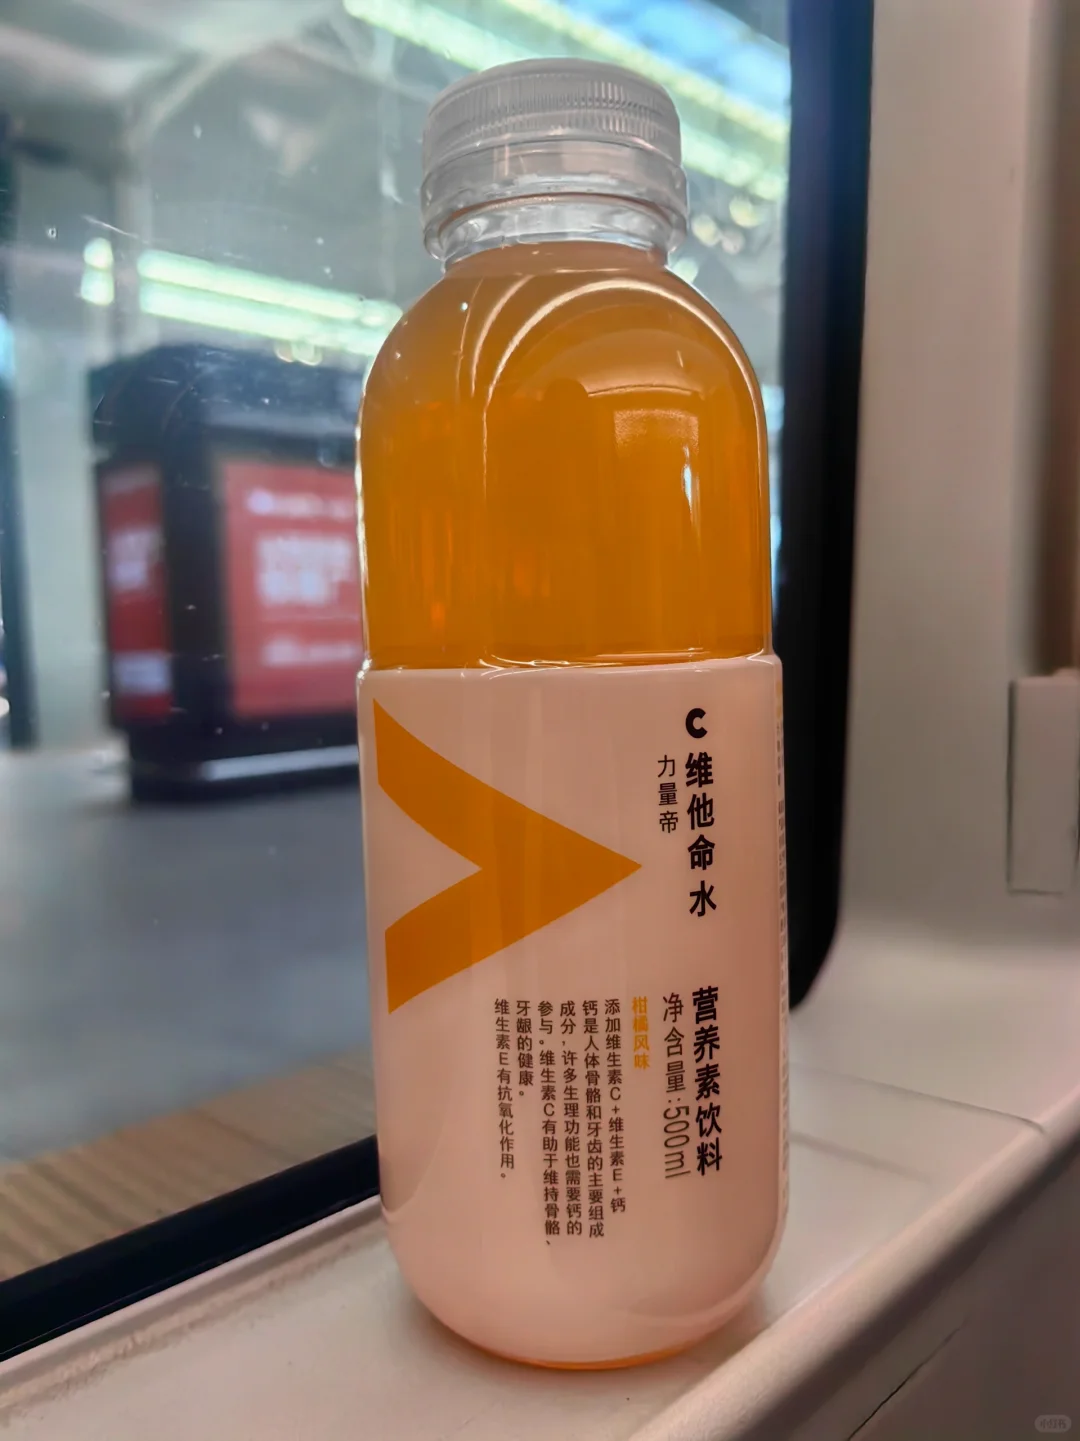 C维他命水
力量帝
营养素饮料
净含量:500ml
柑橘风味
添加维生素C+维生素E+钙
钙是人体骨骼和牙齿的主要组成
成分,许多生理功能也需要钙的
参与。维生素C有助于维持骨骼、
牙龈的健康。
维生素E有抗氧化作用。
小红书